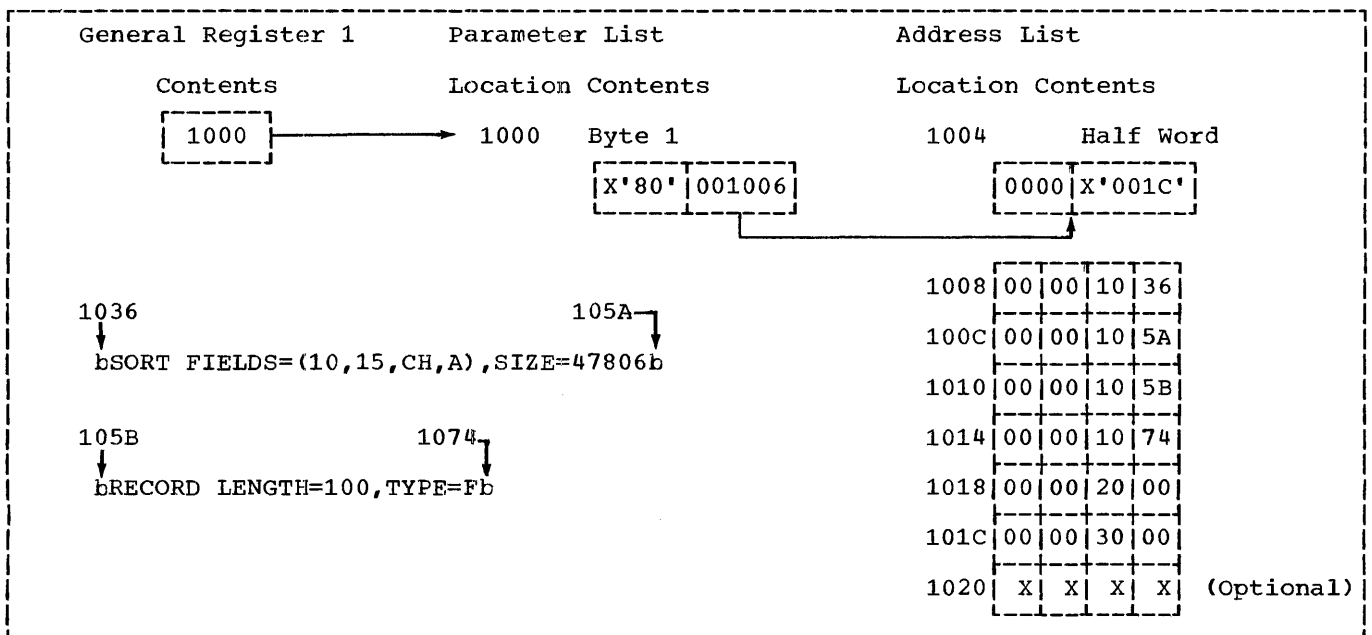 General Register 1 Parameter List Address List
Contents Location Contents Location Contents
1000 1000 Byte 1 1004 Half Word
X'80' 001006 0000 X'001C'
1008 00 00 10 36
1036 105A
100C 00 00 10 5A
bSORT FIELDS=(10,15,CH,A),SIZE=47806b
1010 00 00 10 5B
105B 1074 1014 00 00 10 74
bRECORD LENGTH=100,TYPE=Fb
1018 00 00 20 00
101C 00 00 30 00
1020 X X X X (Optional)